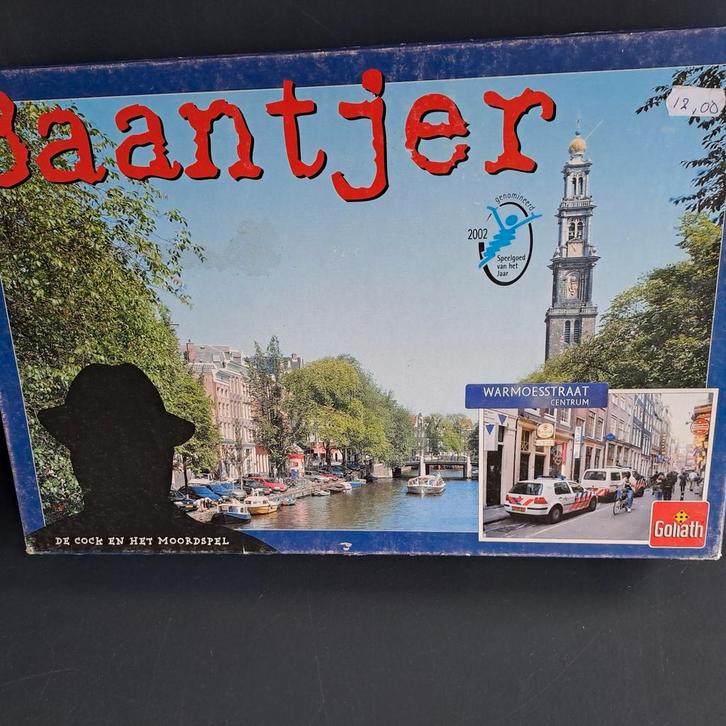 Baantjer
12,00
genomineerd
2002
Speelgoed
van het
Jaar
WARMOESSTRAAT
CENTRUM
DE COCK EN HET MOORDSPEL
Goliath